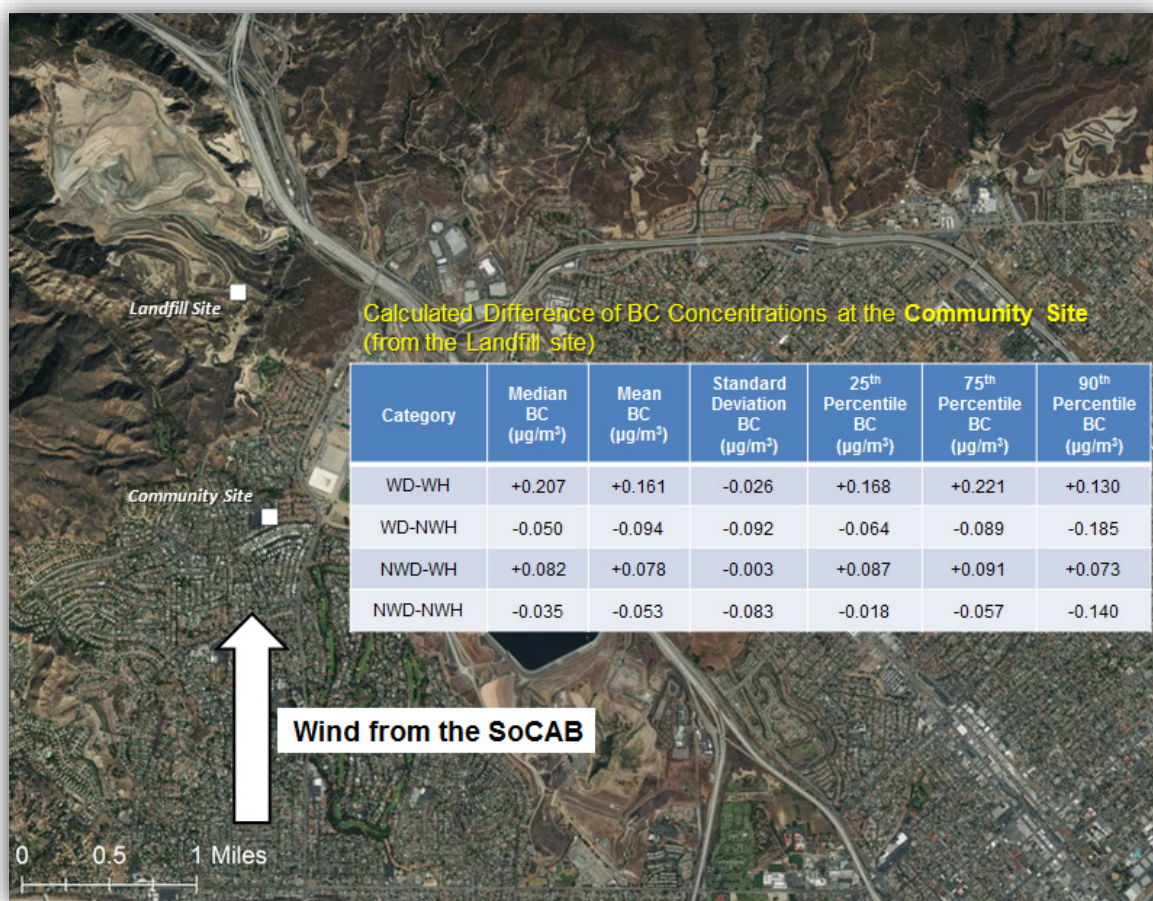 Landfill Site
Calculated Difference of BC Concentrations at the Community Site
(from the Landfill site)
Category
Median
BC
(µg/m³)
Mean
BC
(µg/m³)
Standard
Deviation
BC
(µg/m³)
25th
Percentile
BC
(µg/m³)
75th
Percentile
BC
(µg/m³)
90th
Percentile
BC
(µg/m³)
WD-WH +0.207 +0.161 -0.026 +0.168 +0.221 +0.130
WD-NWH -0.050 -0.094 -0.092 -0.064 -0.089 -0.185
NWD-WH +0.082 +0.078 -0.003 +0.087 +0.091 +0.073
NWD-NWH -0.035 -0.053 -0.083 -0.018 -0.057 -0.140
Community Site
Wind from the SoCAB
0 0.5 1 Miles